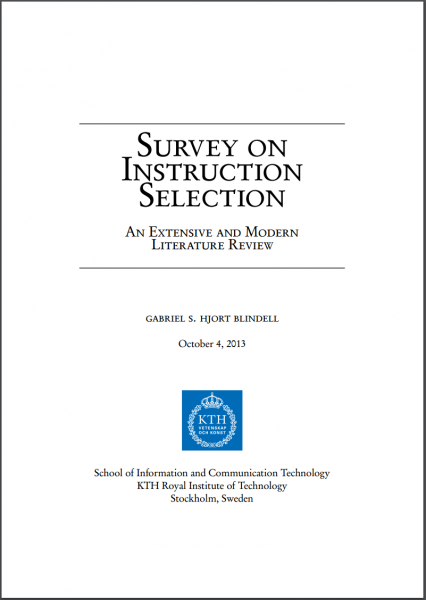 SURVEY ON
INSTRUCTION
SELECTION
AN EXTENSIVE AND MODERN
LITERATURE REVIEW
GABRIEL S. HJORT BLINDELL
October 4, 2013
KTH
VETENSKAP
OCH KONST
School of Information and Communication Technology
KTH Royal Institute of Technology
Stockholm, Sweden